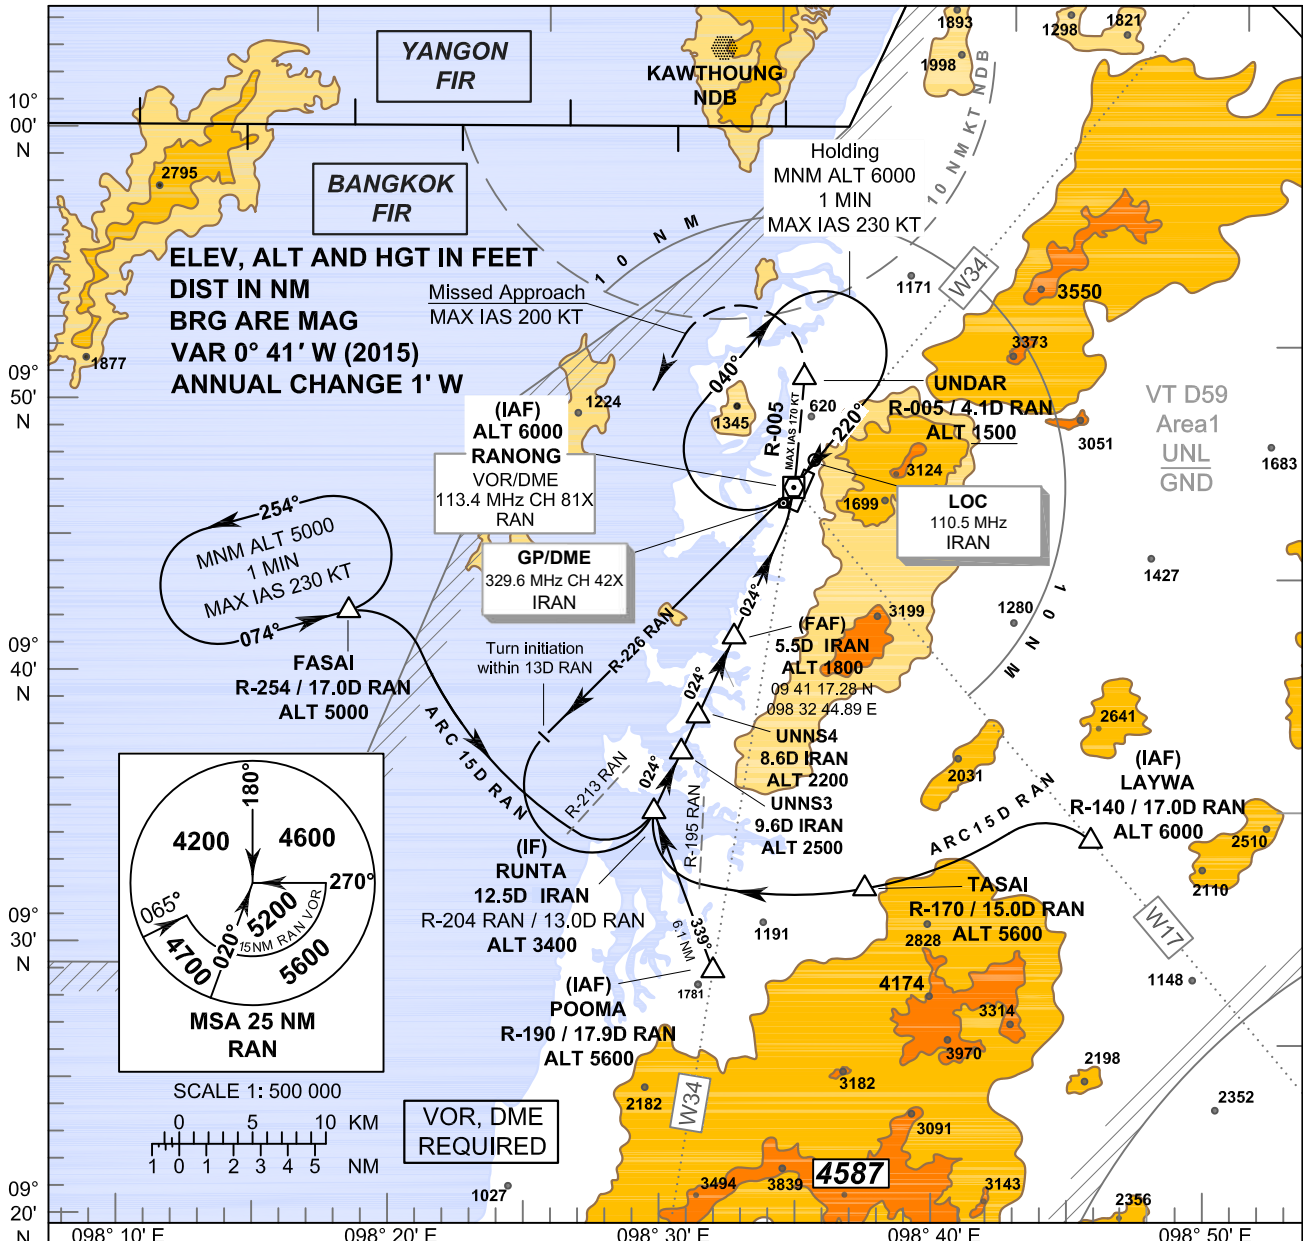 YANGON
FIR
KAWTHOUNG
NDB
1893
1298
1821
1998
10 NM KT NDB
10°
00'
N
BANGKOK
FIR
2795
Holding
MNM ALT 6000
1 MIN
MAX IAS 230 KT
ELEV, ALT AND HGT IN FEET
DIST IN NM
BRG ARE MAG
VAR 0° 41' W (2015)
ANNUAL CHANGE 1' W
10 NM
Missed Approach
MAX IAS 200 KT
1171
W34
3550
3373
1877
09°
50'
N
040°
R-005
MAX IAS 170 KT
620
220°
1345
1224
UNDAR
R-005 / 4.1D RAN
ALT 1500
3051
VT D59
Area1
UNL
GND
1683
(IAF)
ALT 6000
RANONG
VOR/DME
113.4 MHz CH 81X
RAN
3124
1699
LOC
110.5 MHz
IRAN
GP/DME
329.6 MHz CH 42X
IRAN
254°
MNM ALT 5000
1 MIN
MAX IAS 230 KT
074°
1427
1280
10 NM
3199
024°
R-226 RAN
Turn initiation
within 13D RAN
(FAF)
5.5D IRAN
ALT 1800
09 41 17.28 N
098 32 44.89 E
09°
40'
N
FASAI
R-254 / 17.0D RAN
ALT 5000
ARC 15D RAN
024°
UNNS4
8.6D IRAN
ALT 2200
2641
2031
(IAF)
LAYWA
R-140 / 17.0D RAN
ALT 6000
024°
R-213 RAN
R-195 RAN
UNNS3
9.6D IRAN
ALT 2500
ARC 15D RAN
2510
2110
180°
4200
4600
270°
065°
5200
15NM RAN VOR
4700
020°
5600
MSA 25 NM
RAN
(IF)
RUNTA
12.5D IRAN
R-204 RAN / 13.0D RAN
ALT 3400
TASAI
R-170 / 15.0D RAN
ALT 5600
2828
1191
339°
6.1 NM
09°
30'
N
W17
1148
(IAF)
POOMA
R-190 / 17.9D RAN
ALT 5600
1781
4174
3314
3970
3182
2198
2352
SCALE 1: 500 000
0 5 10 KM
1 0 1 2 3 4 5 NM
VOR, DME
REQUIRED
2182
W34
3091
4587
3494
3839
3143
2356
1027
09°
20'
N
098° 10' E
098° 20' E
098° 30' E
098° 40' E
098° 50' E